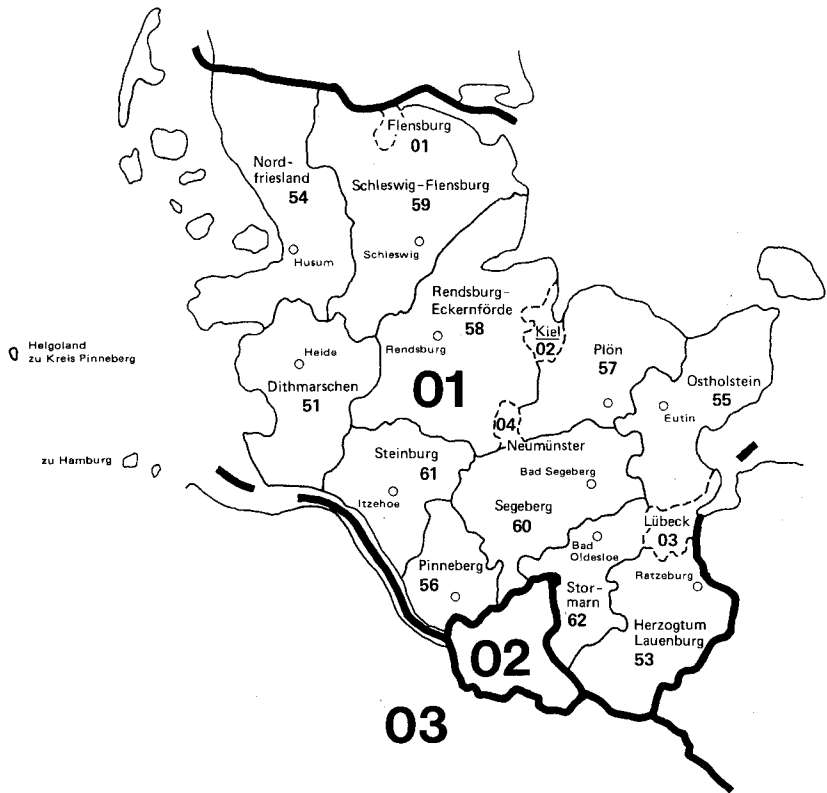 Flensburg
01
Nord-
friesland
54
Schleswig-Flensburg
59
Schleswig
Husum
Rendsburg-
Eckernförde
58
Kiel
02
Helgoland
zu Kreis Pinneberg
Heide
Rendsburg
Plön
57
Ostholstein
55
Dithmarschen
51
01
Eutin
04
Neumünster
zu Hamburg
Steinburg
61
Bad Segeberg
Itzehoe
Segeberg
60
Lübeck
03
Bad
Oldesloe
Pinneberg
56
Ratzeburg
Stor-
marn
62
Herzogtum
Lauenburg
53
02
03